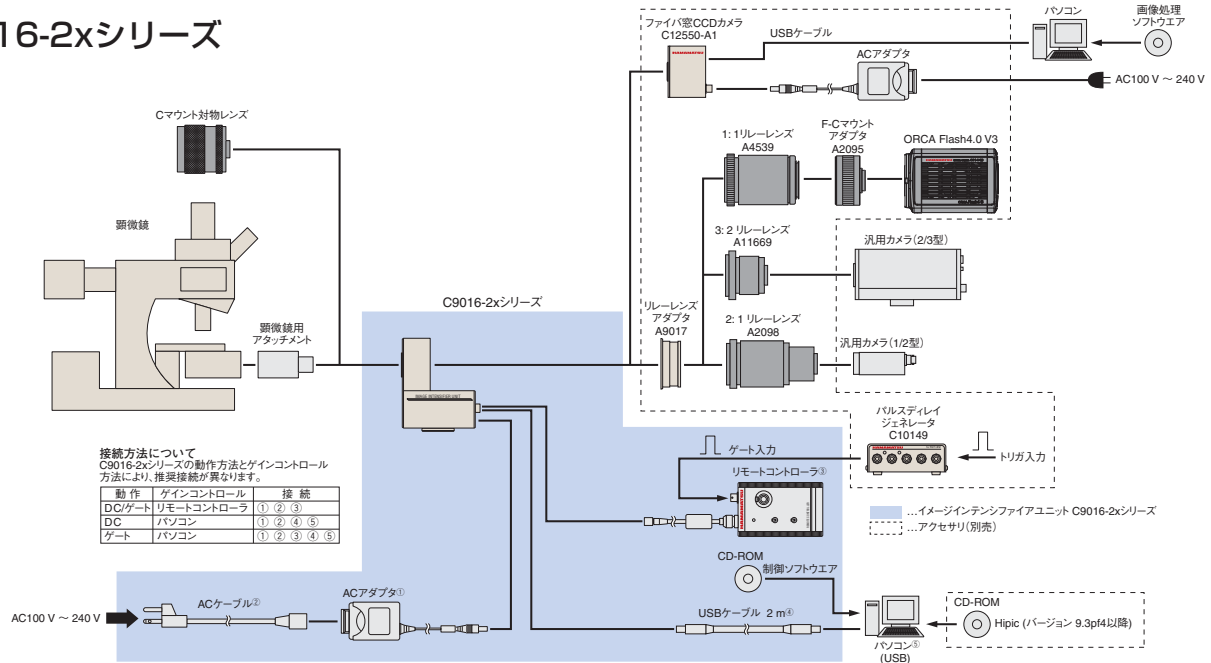 16-2xシリーズ
ファイバ窓CCDカメラ
C12550-A1
USBケーブル
パソコン
画像処理
ソフトウエア
ACアダプタ
AC100 V ～ 240 V
Cマウント対物レンズ
1: 1リレーレンズ
A4539
F-Cマウント
アダプタ
A2095
ORCA Flash4.0 V3
顕微鏡
3: 2 リレーレンズ
A11669
汎用カメラ(2/3型)
C9016-2xシリーズ
リレーレンズ
アダプタ
A9017
2: 1 リレーレンズ
A2098
汎用カメラ(1/2型)
顕微鏡用
アタッチメント
IMAGE INTENSIFIER UNIT
パルスディレイ
ジェネレータ
C10149
トリガ入力
ゲート入力
リモートコントローラ③
接続方法について
C9016-2xシリーズの動作方法とゲインコントロール
方法により、推奨接続が異なります。
動 作 ゲインコントロール 接 続
DC/ゲート リモートコントローラ ① ② ③
DC パソコン ① ② ④ ⑤
ゲート パソコン ① ② ③ ④ ⑤
…イメージインテンシファイアユニット C9016-2xシリーズ
…アクセサリ(別売)
CD-ROM
制御ソフトウエア
AC100 V ～ 240 V
ACケーブル②
ACアダプタ①
USBケーブル 2 m④
CD-ROM
Hipic (バージョン 9.3pf4以降)
パソコン⑤
(USB)